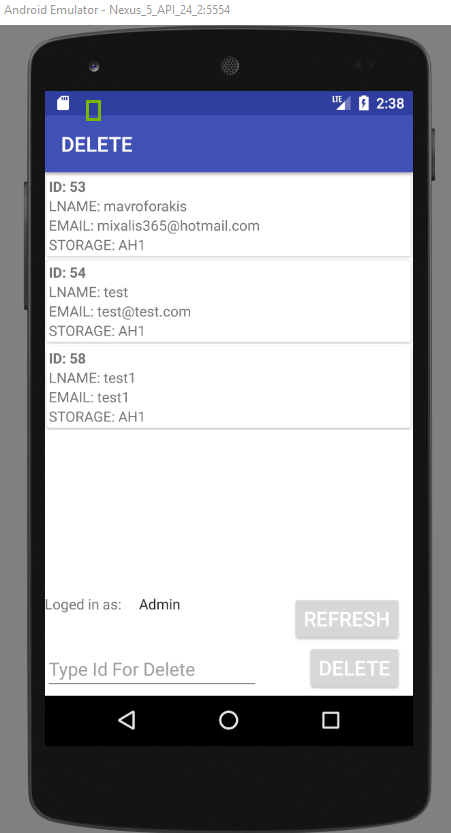 Android Emulator - Nexus_5_API_24_2:5554
LTE 2:38
DELETE
ID: 53
LNAME: mavroforakis
EMAIL: mixalis365@hotmail.com
STORAGE: AH1
ID: 54
LNAME: test
EMAIL: test@test.com
STORAGE: AH1
ID: 58
LNAME: test1
EMAIL: test1
STORAGE: AH1
Loged in as: Admin
REFRESH
Type Id For Delete
DELETE